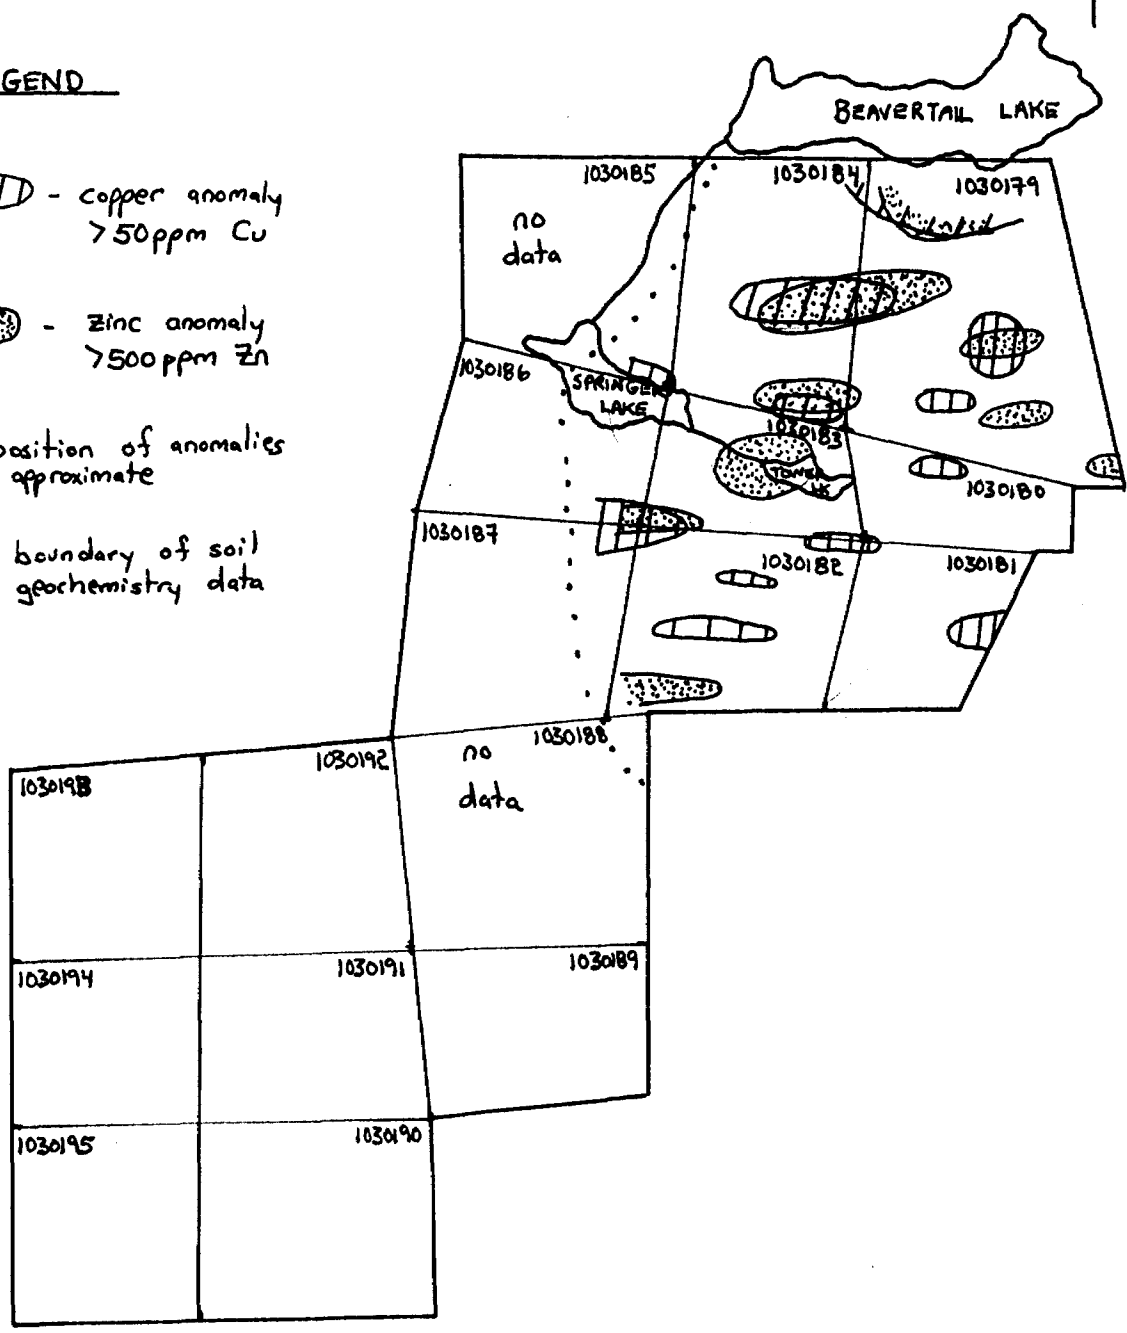 GEND
- copper anomaly
>50ppm Cu
- zinc anomaly
>500ppm Zn
position of anomalies
approximate
boundary of soil
geochemistry data
BEAVERTAIL LAKE
1030185
1030184
1030179
no
data
1030186
SPRINGER
LAKE
1030183
TOWER
LK
1030180
1030187
1030182
1030181
1030188
no
data
1030192
1030193
1030194
1030191
1030189
1030195
1030190